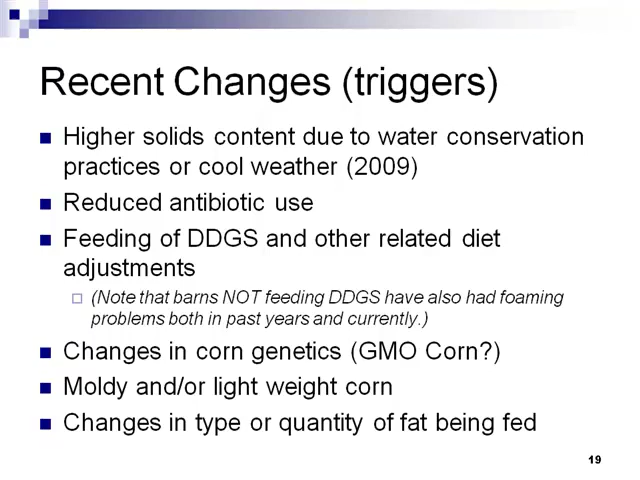 Recent Changes (triggers)
Higher solids content due to water conservation
practices or cool weather (2009)
Reduced antibiotic use
Feeding of DDGS and other related diet
adjustments
(Note that barns NOT feeding DDGS have also had foaming
problems both in past years and currently.)
Changes in corn genetics (GMO Corn?)
Moldy and/or light weight corn
Changes in type or quantity of fat being fed
19